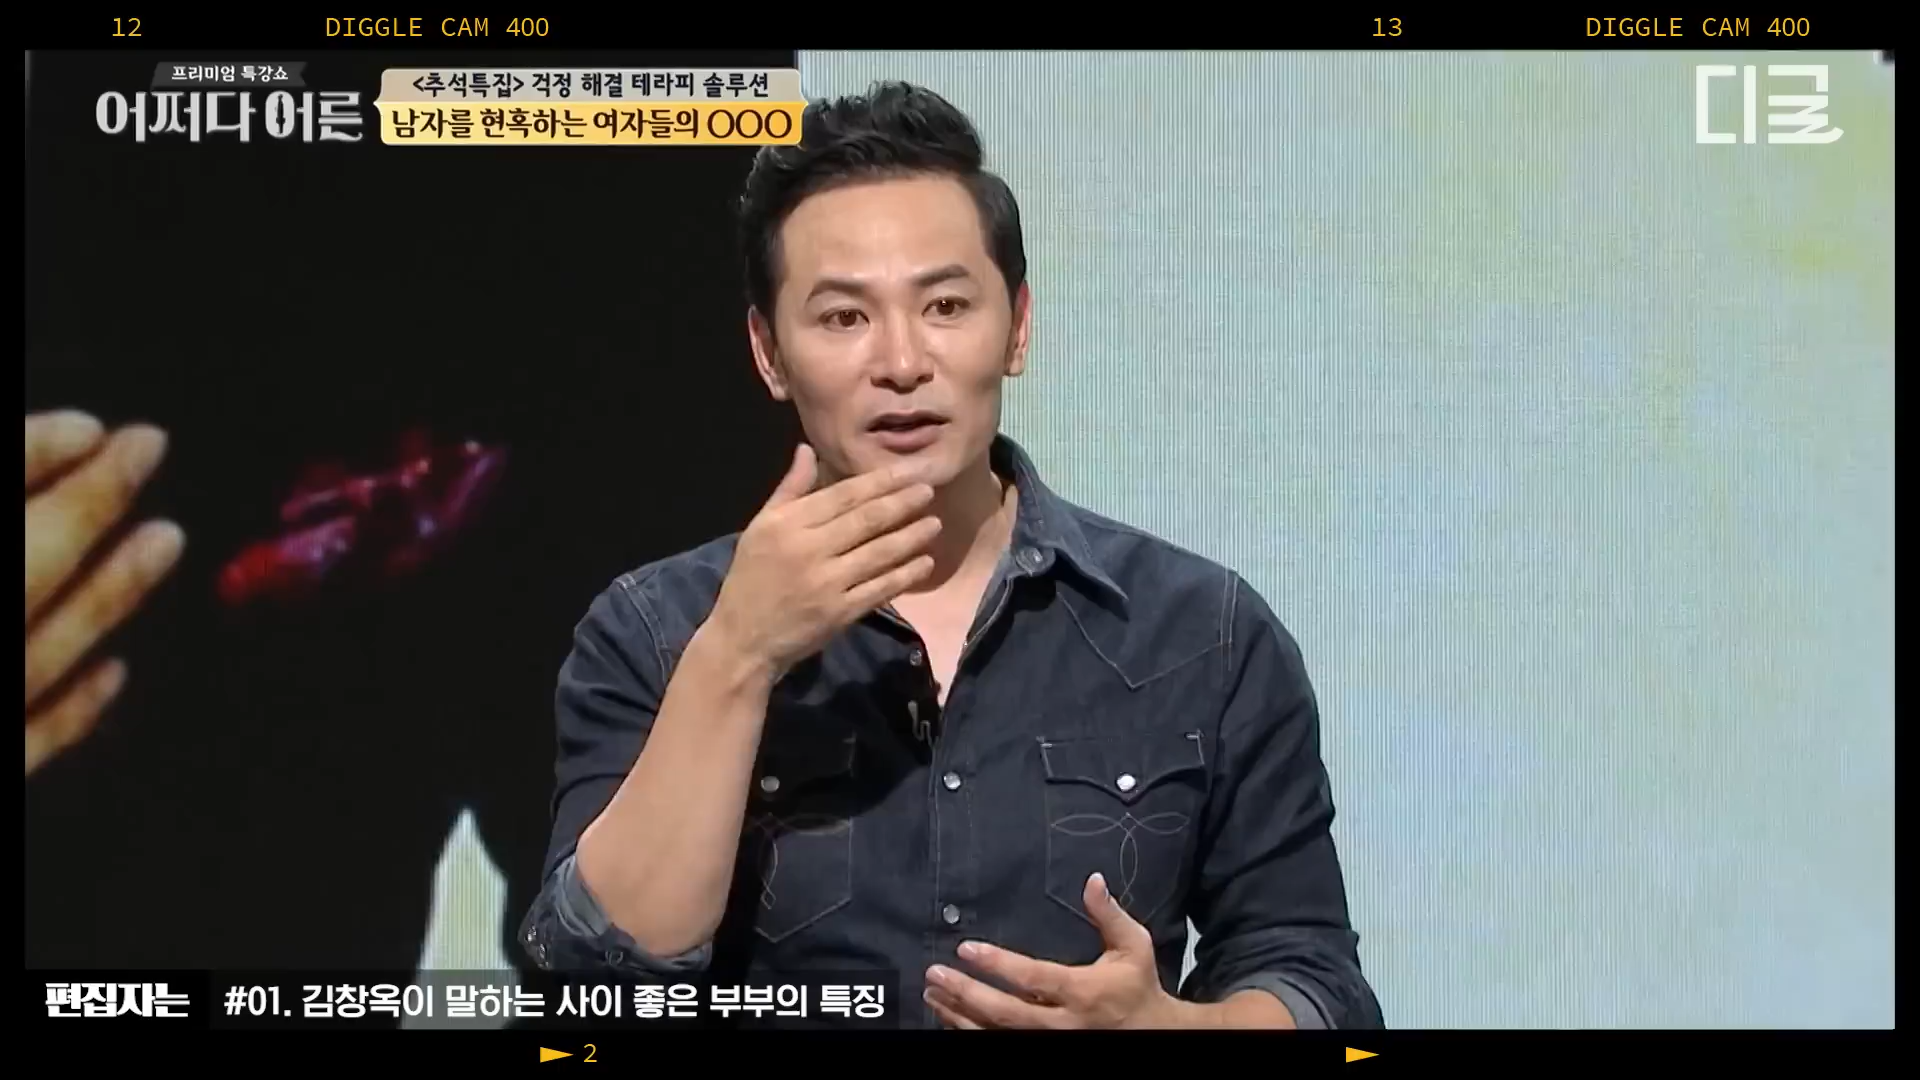 12
DIGGLE CAM 400
13
DIGGLE CAM 400
프리미엄 특강쇼
어쩌다 어른
<추석특집> 걱정 해결 테라피 솔루션
남자를 현혹하는 여자들의 OOO
디글
편집자는
#01. 김창옥이 말하는 사이 좋은 부부의 특징
2